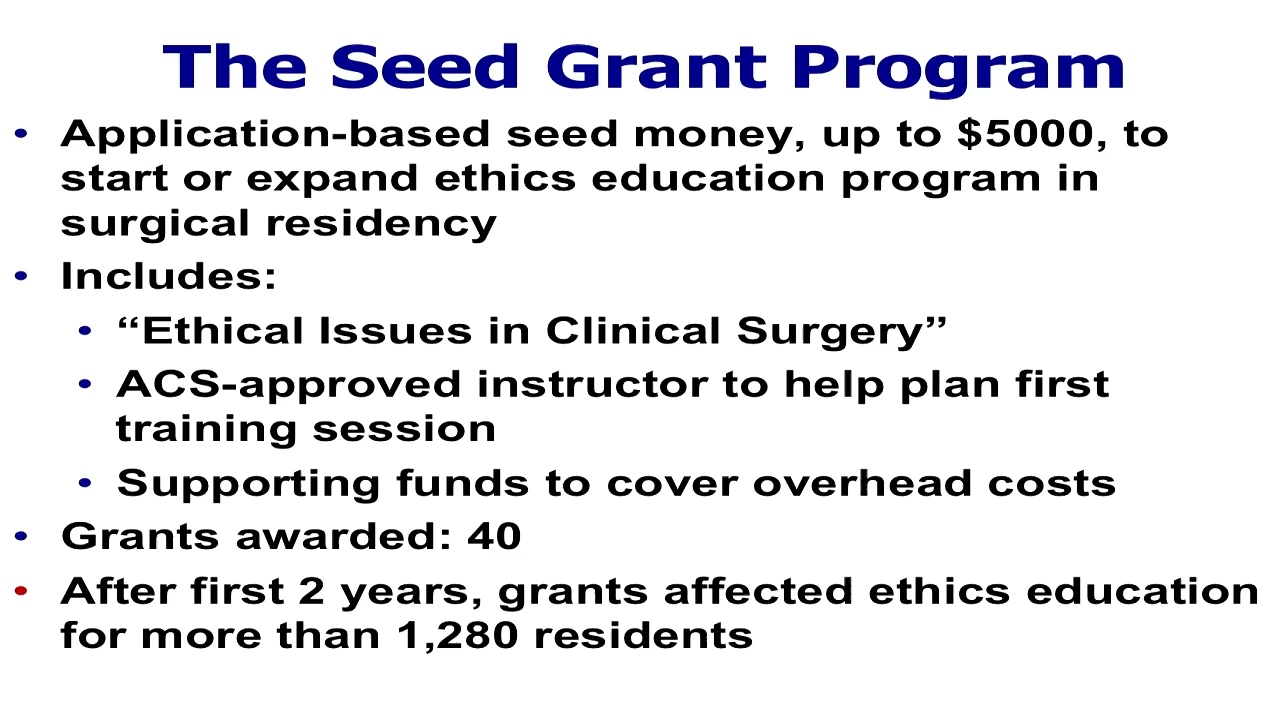 The Seed Grant Program
• Application-based seed money, up to $5000, to
start or expand ethics education program in
surgical residency
• Includes:
• “Ethical Issues in Clinical Surgery”
• ACS-approved instructor to help plan first
training session
• Supporting funds to cover overhead costs
• Grants awarded: 40
• After first 2 years, grants affected ethics education
for more than 1,280 residents